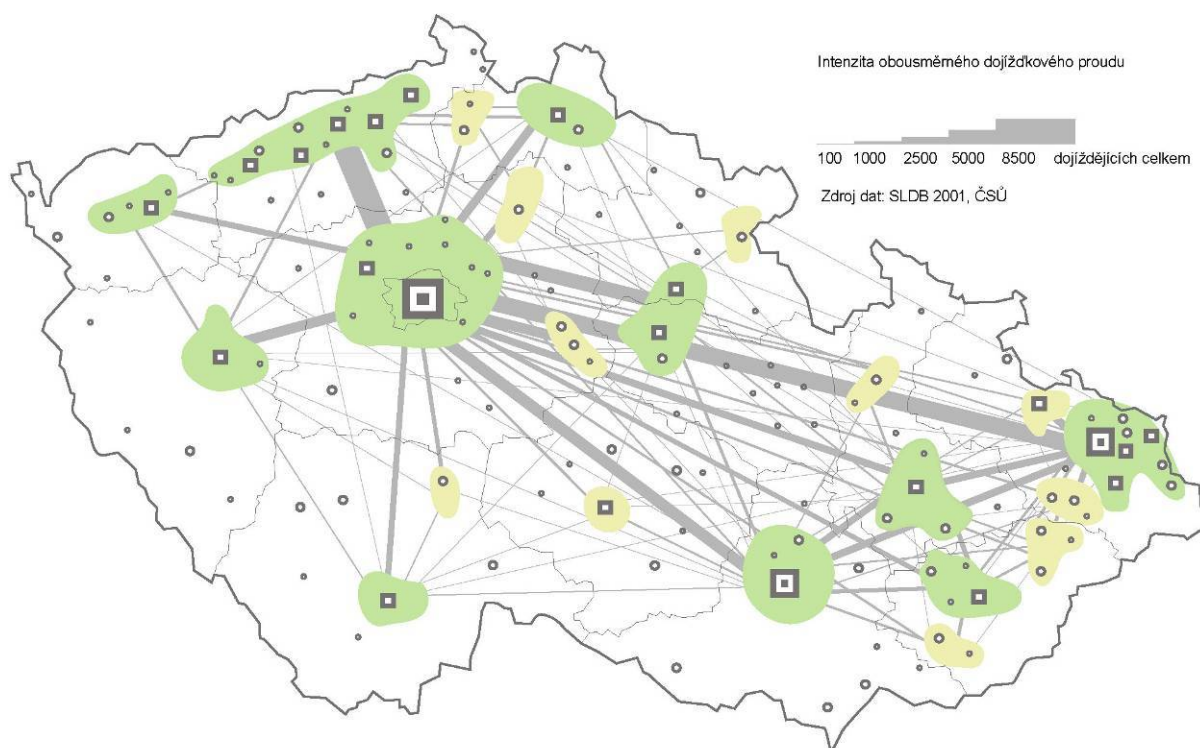 Intenzita obousměrného dojížďkového proudu
100 1000 2500 5000 8500 dojíždějících celkem
Zdroj dat: SLDB 2001, ČSÚ